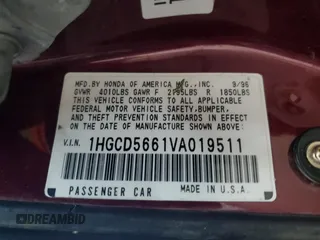 MFD. BY HONDA OF AMERICA MFG., INC. 9/96
GVWR 4010LBS GAWR F 2195LBS R 1850LBS
THIS VEHICLE CONFORMS TO ALL APPLICABLE
FEDERAL MOTOR VEHICLE SAFETY, BUMPER,
AND THEFT PREVENTION STANDARDS IN EFFECT
ON THE DATE OF MANUFACTURE SHOWN ABOVE.
V.I.N. 1HGCD5661VA019511
PASSENGER CAR MADE IN U.S.A.
DREAMBID